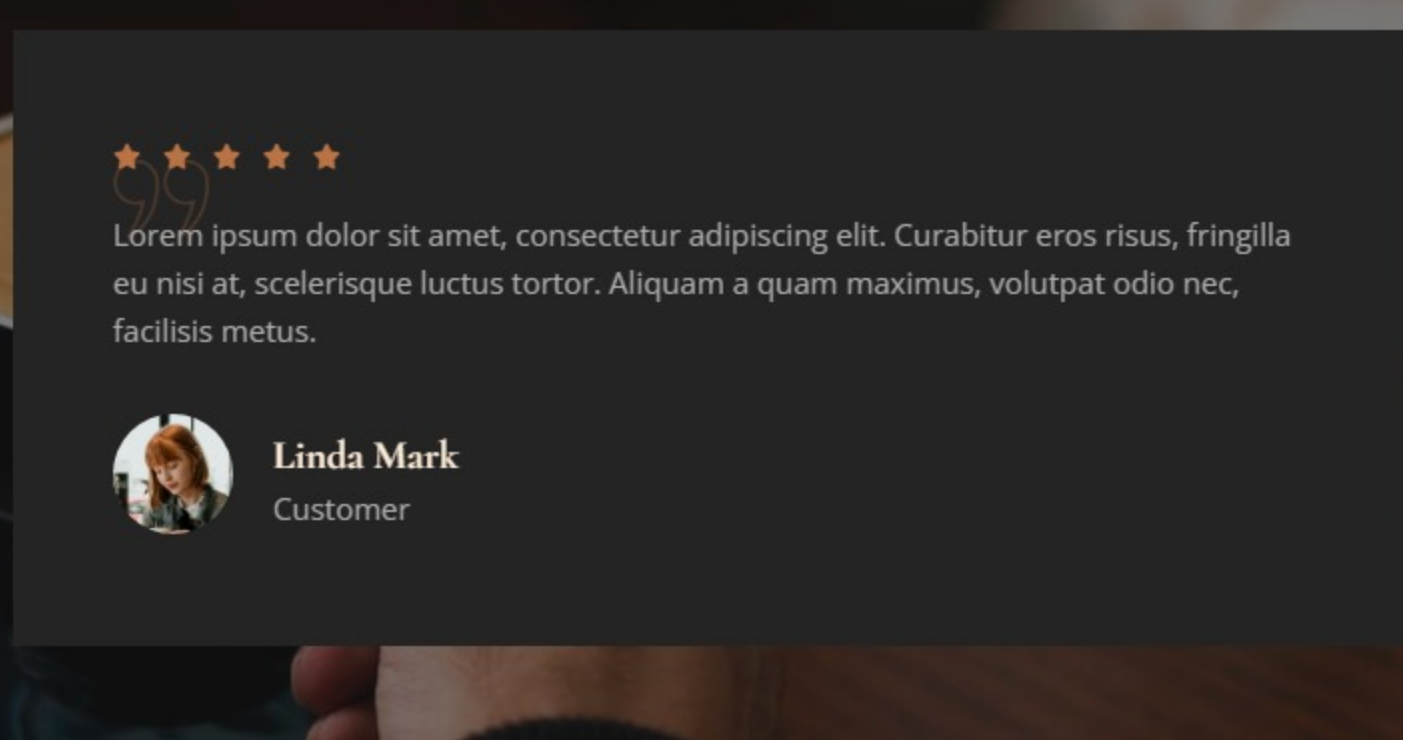 Lorem ipsum dolor sit amet, consectetur adipiscing elit. Curabitur eros risus, fringilla
eu nisi at, scelerisque luctus tortor. Aliquam a quam maximus, volutpat odio nec,
facilisis metus.
Linda Mark
Customer